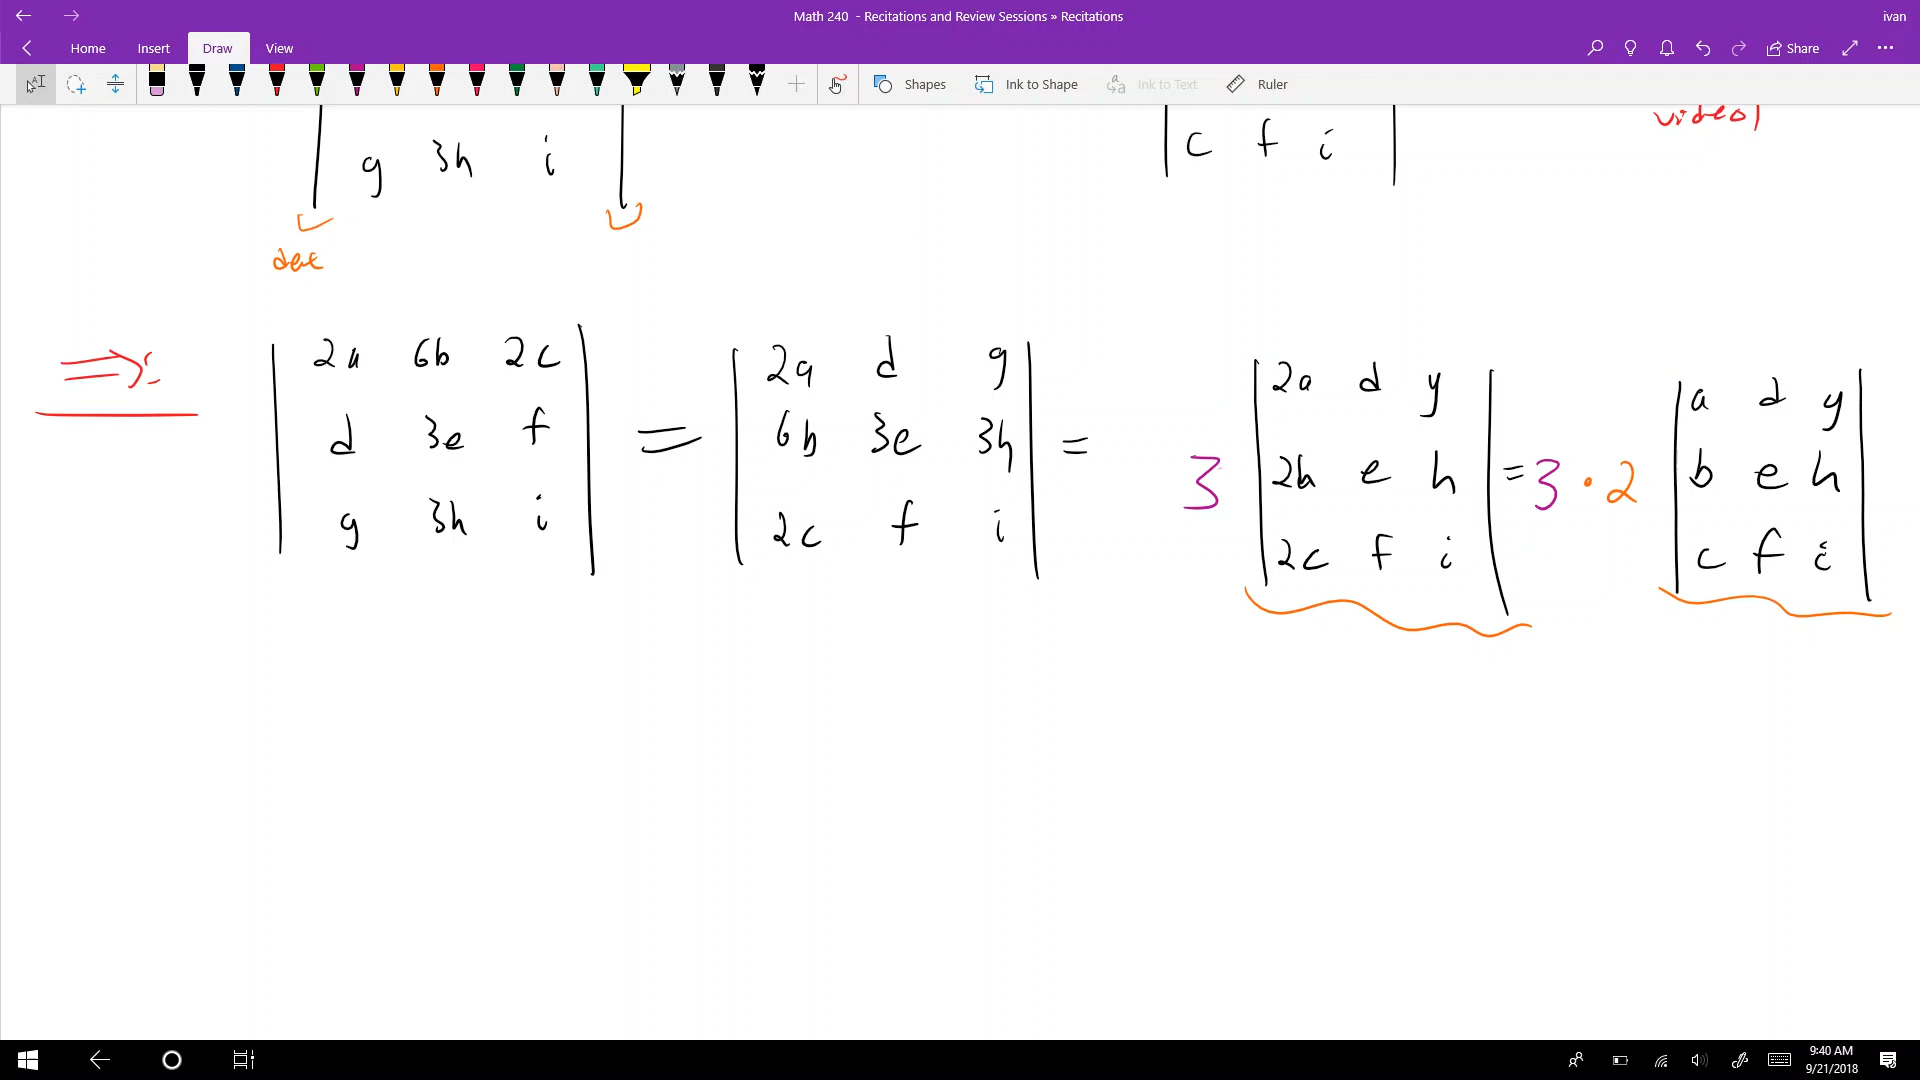 Math 240 - Recitations and Review Sessions » Recitations
ivan
Home Insert Draw View
Share
Shapes Ink to Shape Ink to Text Ruler
video!
g 3h i
c f i
det
2a 6b 2c
d 3e f
g 3h i
=
2a d g
6b 3e 3h
2c f i
=
3
2a d y
2b e h
2c f i
= 3 · 2
a d y
b e h
c f i
9:40 AM
9/21/2018